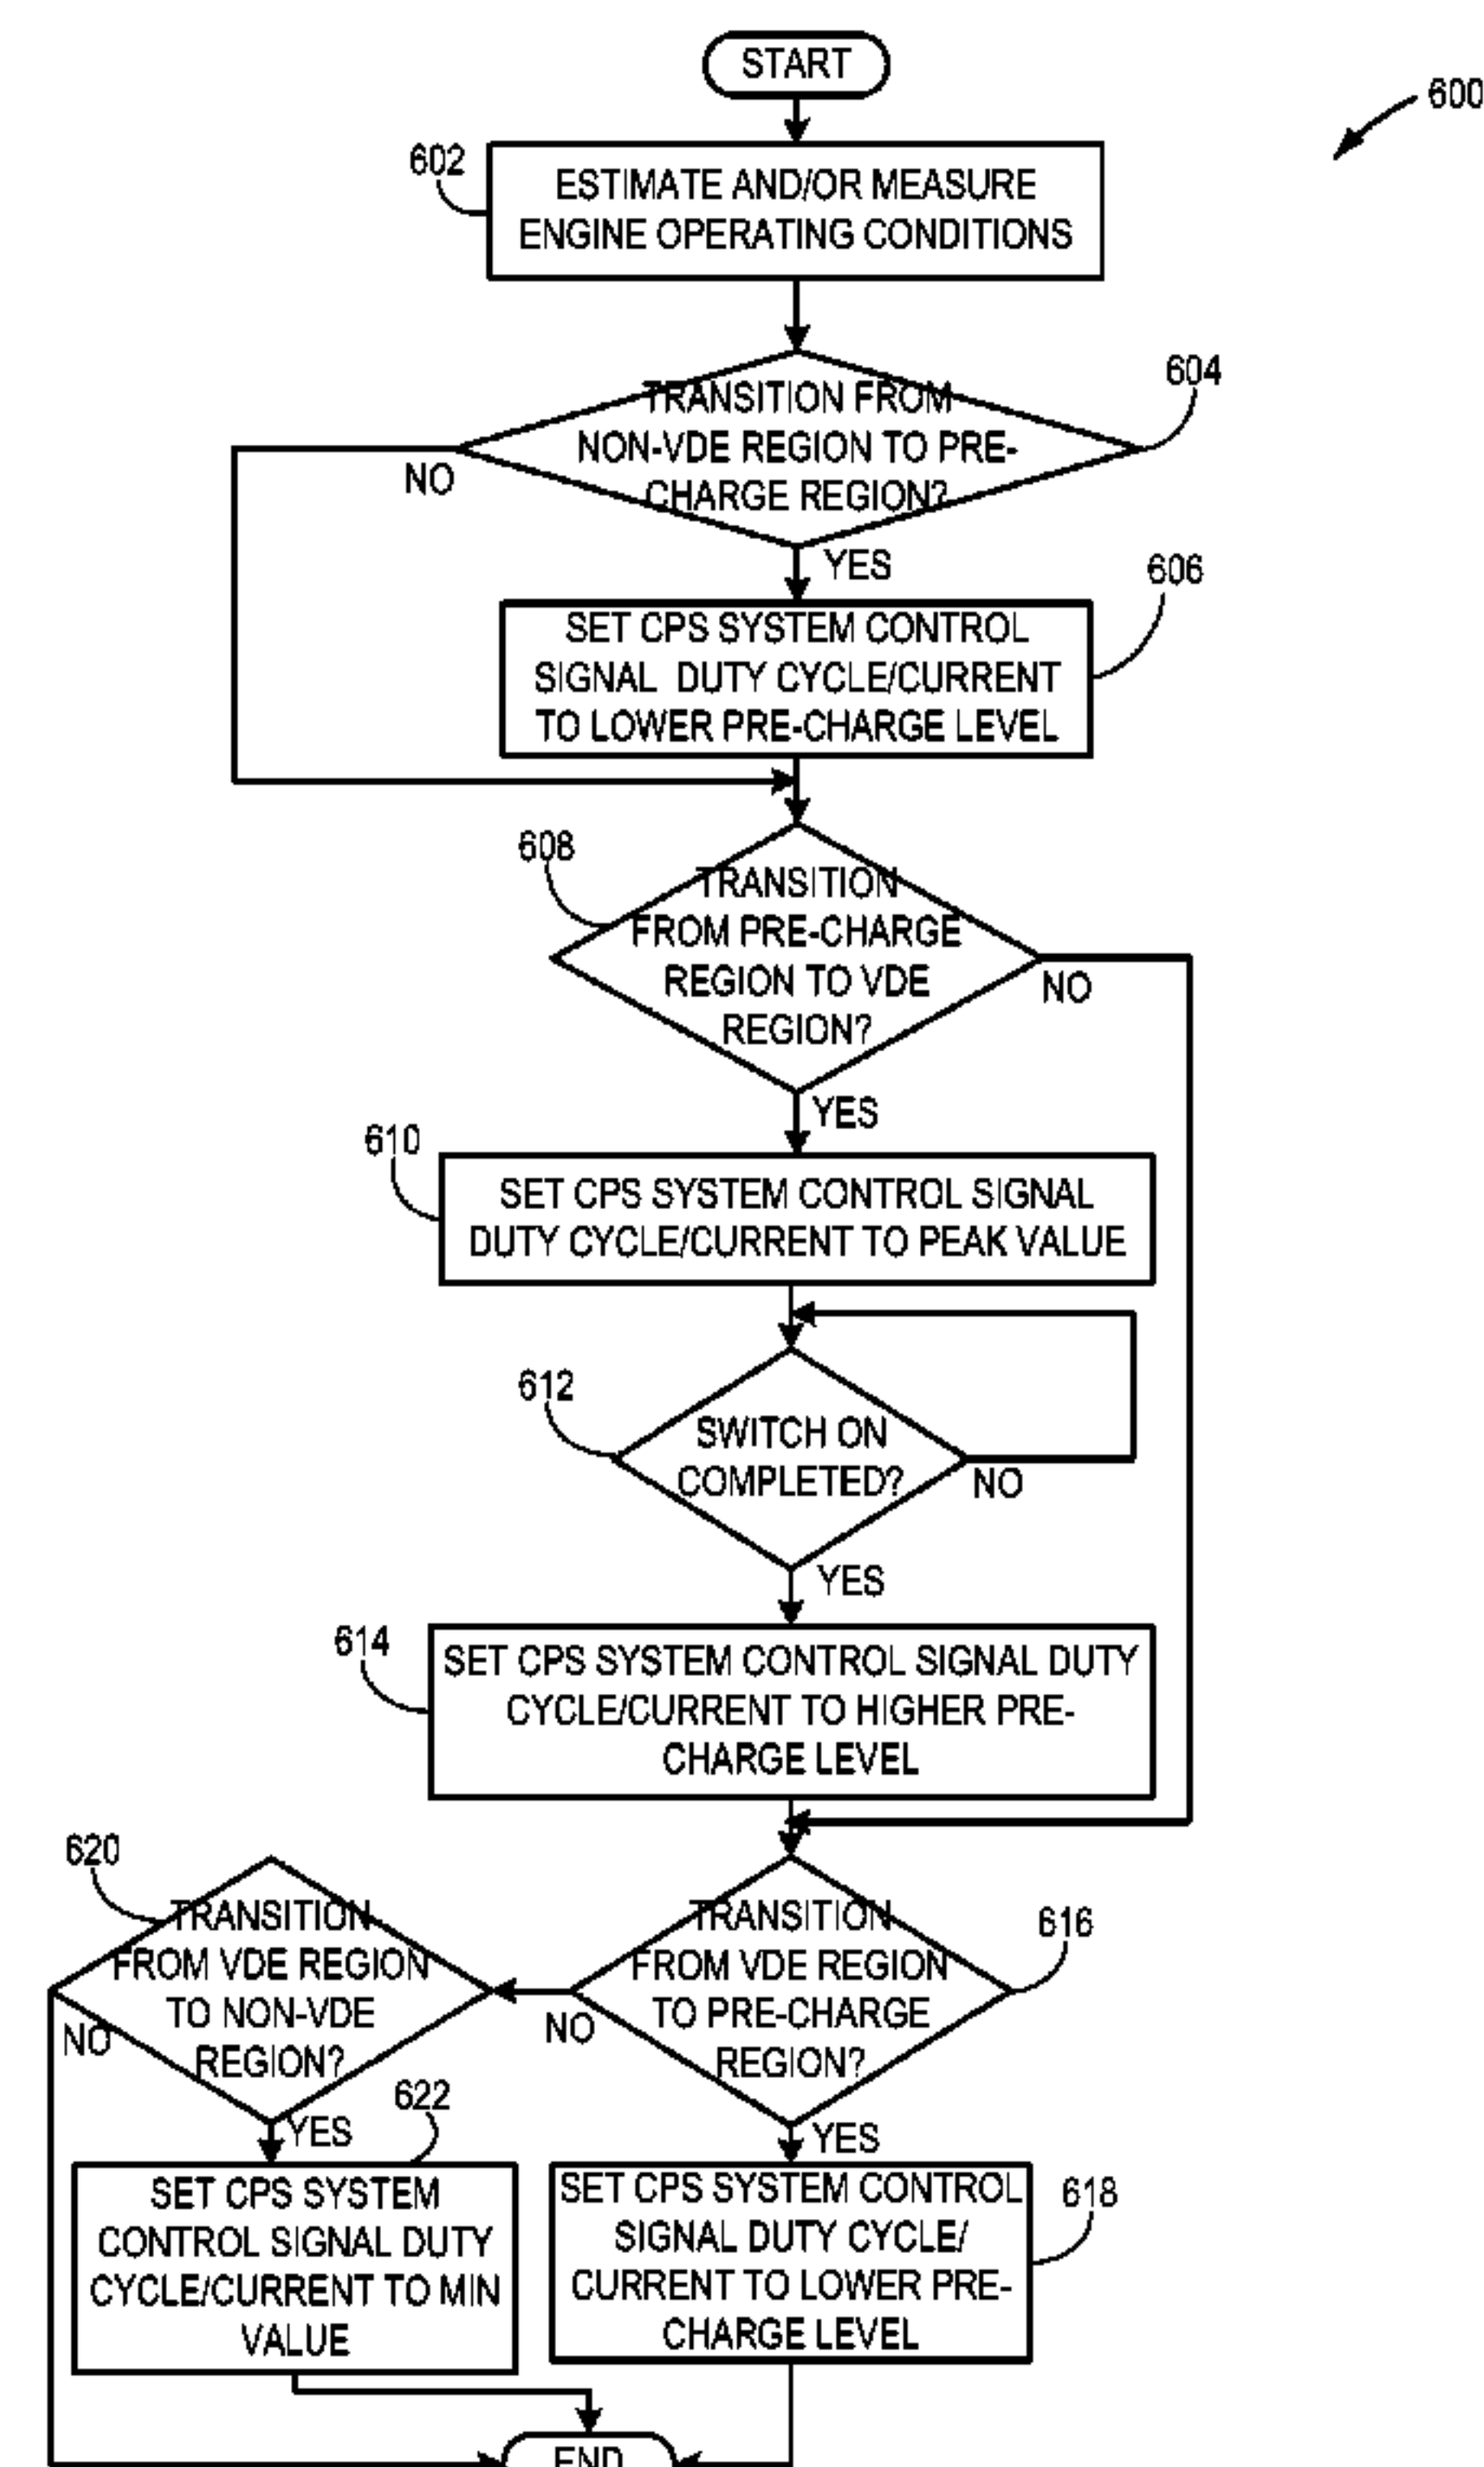 START
600
602
ESTIMATE AND/OR MEASURE
ENGINE OPERATING CONDITIONS
604
TRANSITION FROM
NON-VDE REGION TO PRE-
CHARGE REGION?
NO
YES
606
SET CPS SYSTEM CONTROL
SIGNAL DUTY CYCLE/CURRENT
TO LOWER PRE-CHARGE LEVEL
608
TRANSITION
FROM PRE-CHARGE
REGION TO VDE
REGION?
NO
YES
610
SET CPS SYSTEM CONTROL SIGNAL
DUTY CYCLE/CURRENT TO PEAK VALUE
612
SWITCH ON
COMPLETED?
NO
YES
614
SET CPS SYSTEM CONTROL SIGNAL DUTY
CYCLE/CURRENT TO HIGHER PRE-
CHARGE LEVEL
620
TRANSITION
FROM VDE REGION
TO NON-VDE
REGION?
NO
YES
616
TRANSITION
FROM VDE REGION
TO PRE-CHARGE
REGION?
NO
YES
622
SET CPS SYSTEM
CONTROL SIGNAL DUTY
CYCLE/CURRENT TO MIN
VALUE
618
SET CPS SYSTEM CONTROL
SIGNAL DUTY CYCLE/
CURRENT TO LOWER PRE-
CHARGE LEVEL
END